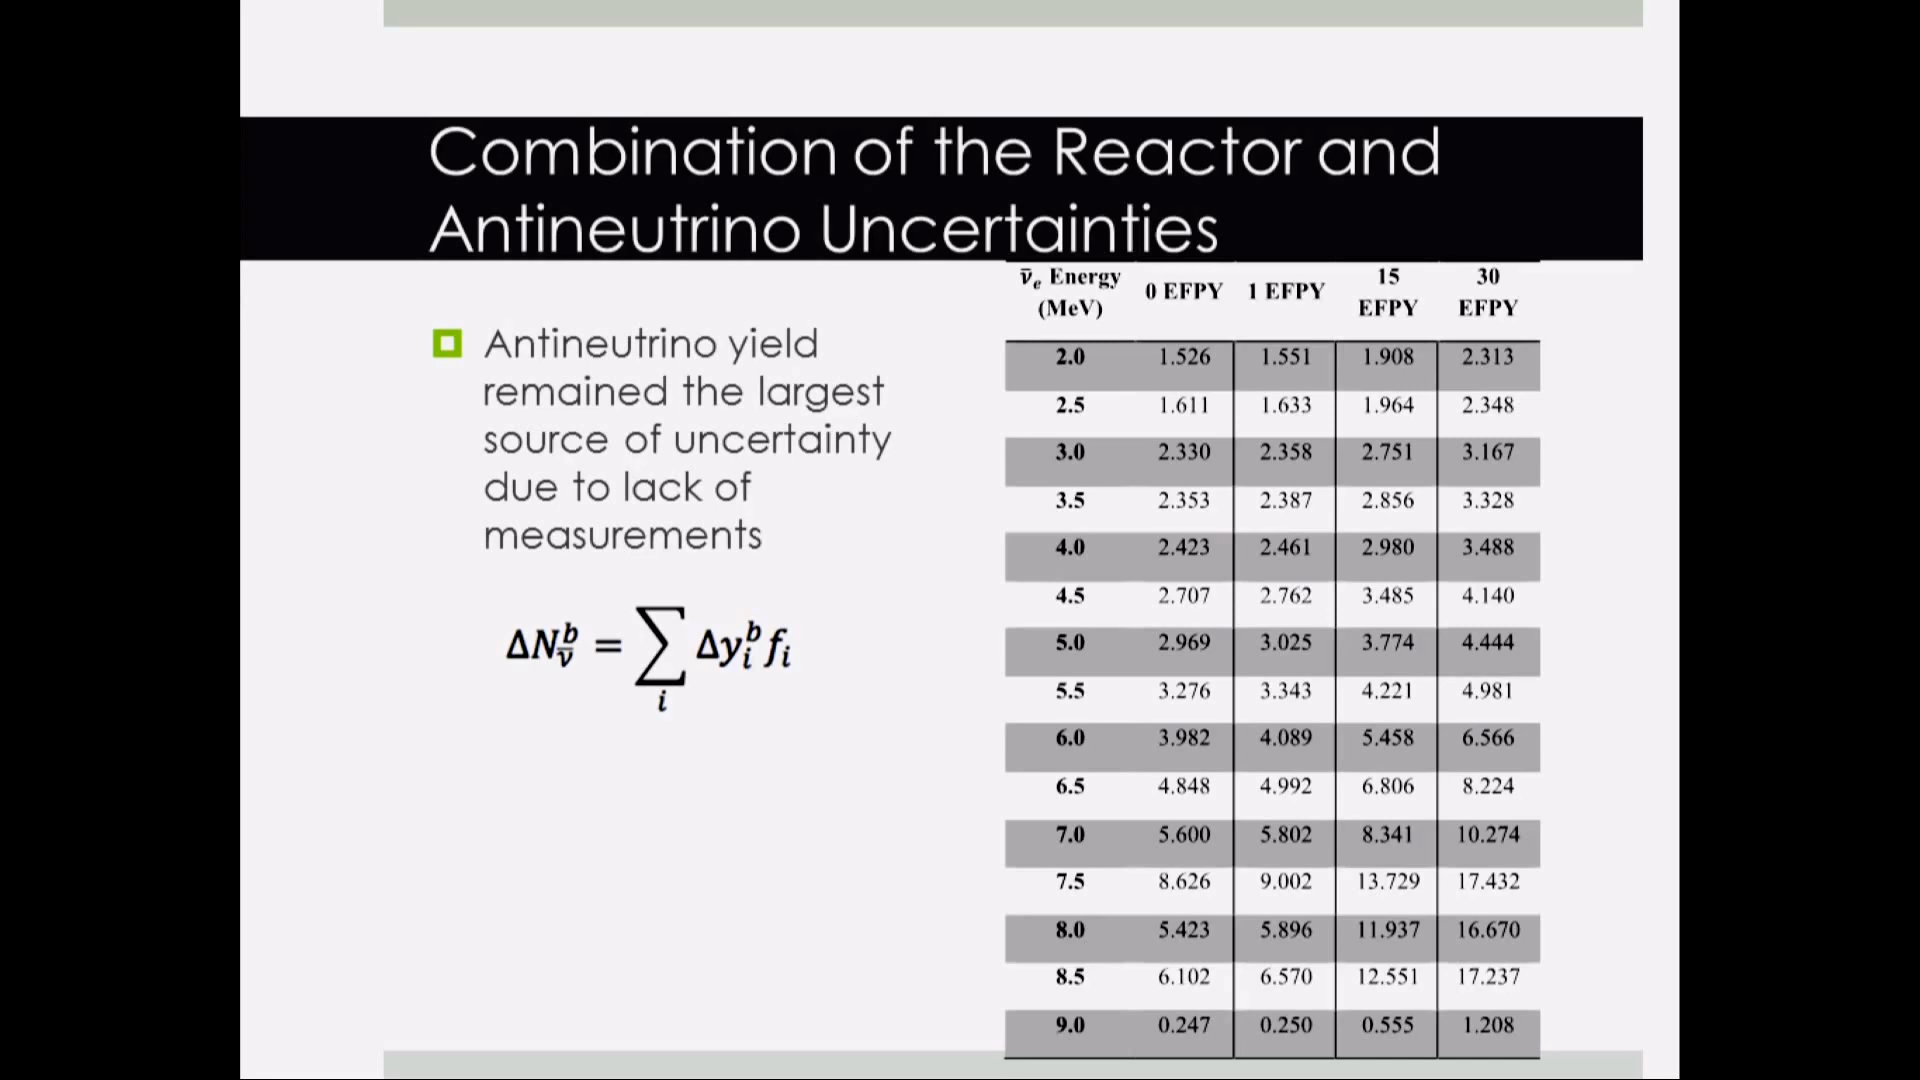 Combination of the Reactor and
Antineutrino Uncertainties
Antineutrino yield
remained the largest
source of uncertainty
due to lack of
measurements
ΔN_ν̄^b = ∑_i Δy_i^b f_i
ν̄_e Energy (MeV) 0 EFPY 1 EFPY 15 EFPY 30 EFPY
2.0 1.526 1.551 1.908 2.313
2.5 1.611 1.633 1.964 2.348
3.0 2.330 2.358 2.751 3.167
3.5 2.353 2.387 2.856 3.328
4.0 2.423 2.461 2.980 3.488
4.5 2.707 2.762 3.485 4.140
5.0 2.969 3.025 3.774 4.444
5.5 3.276 3.343 4.221 4.981
6.0 3.982 4.089 5.458 6.566
6.5 4.848 4.992 6.806 8.224
7.0 5.600 5.802 8.341 10.274
7.5 8.626 9.002 13.729 17.432
8.0 5.423 5.896 11.937 16.670
8.5 6.102 6.570 12.551 17.237
9.0 0.247 0.250 0.555 1.208